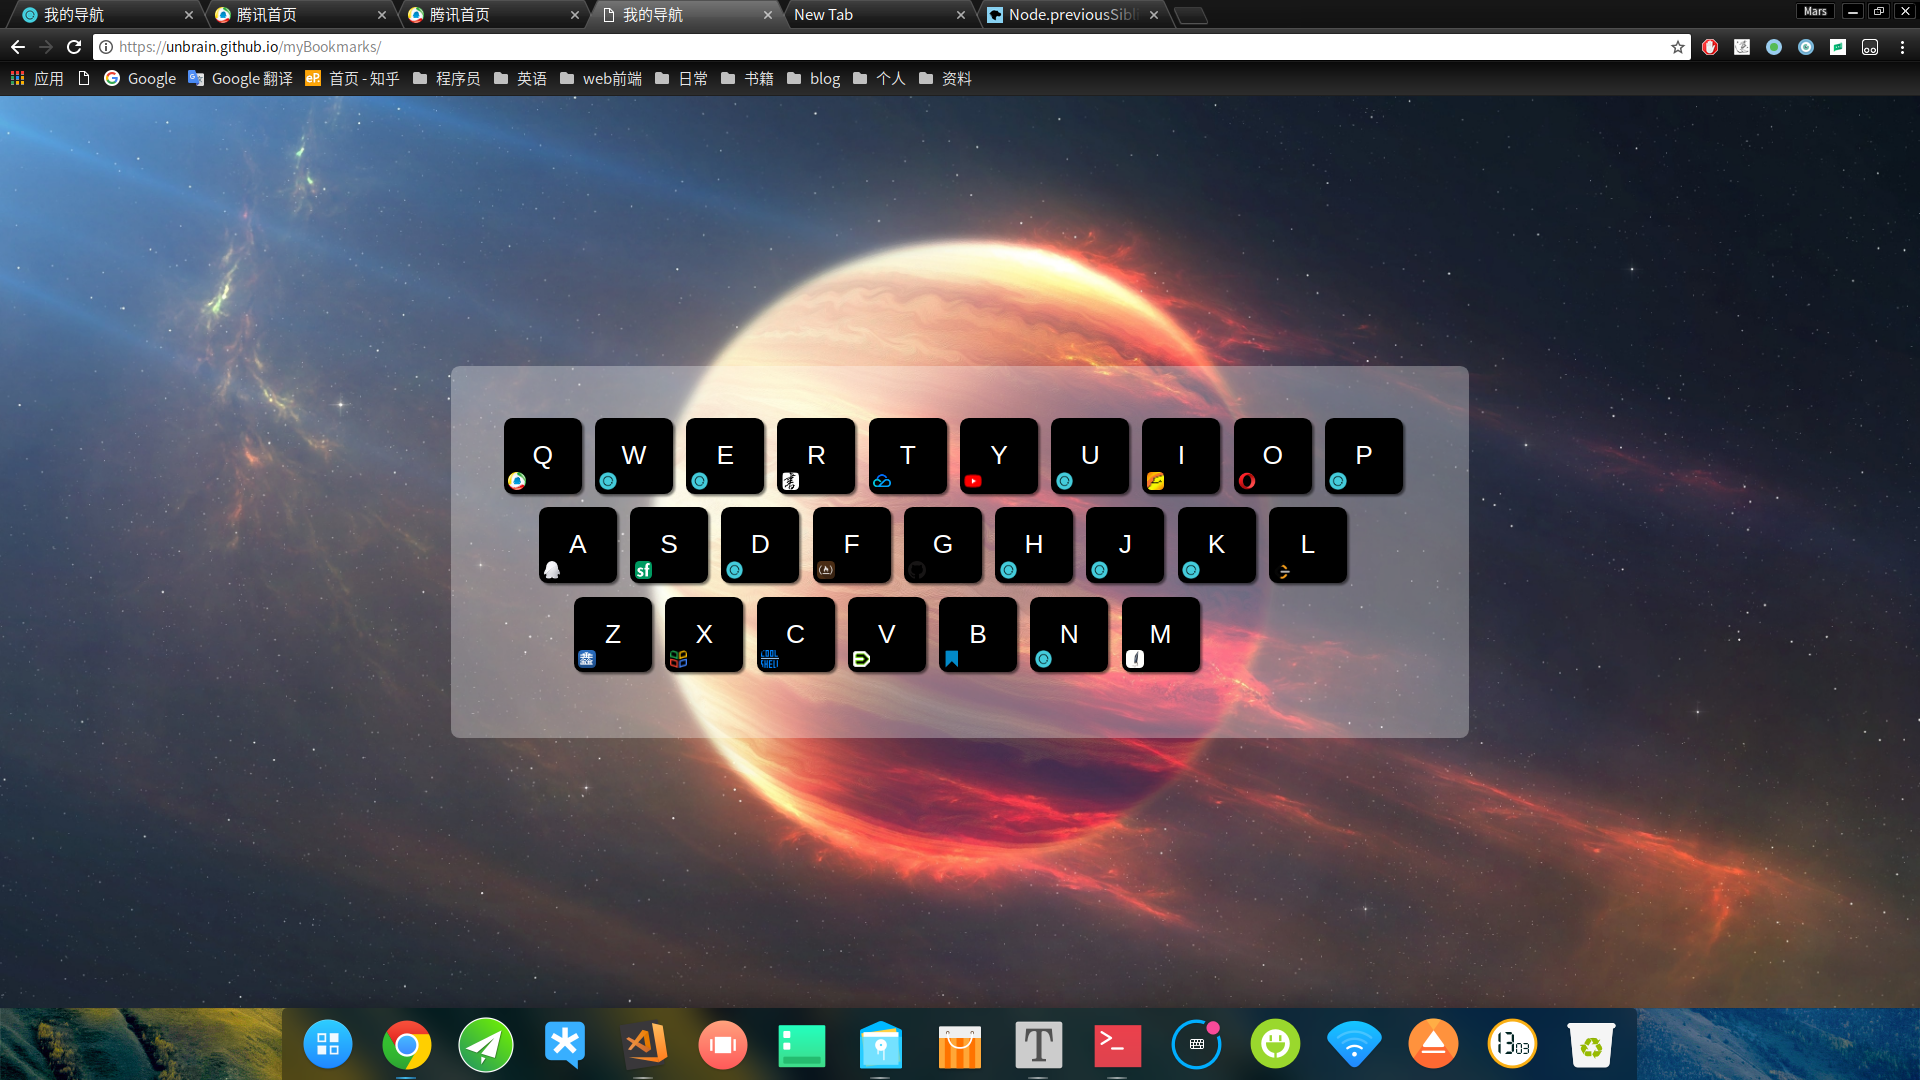 我的导航 腾讯首页 腾讯首页 我的导航 New Tab Node.previousSibli Mars
https://unbrain.github.io/myBookmarks/
应用 Google Google 翻译 首页 - 知乎 程序员 英语 web前端 日常 书籍 blog 个人 资料
Q W E R T Y U I O P
A S D F G H J K L
Z X C V B N M
13 03